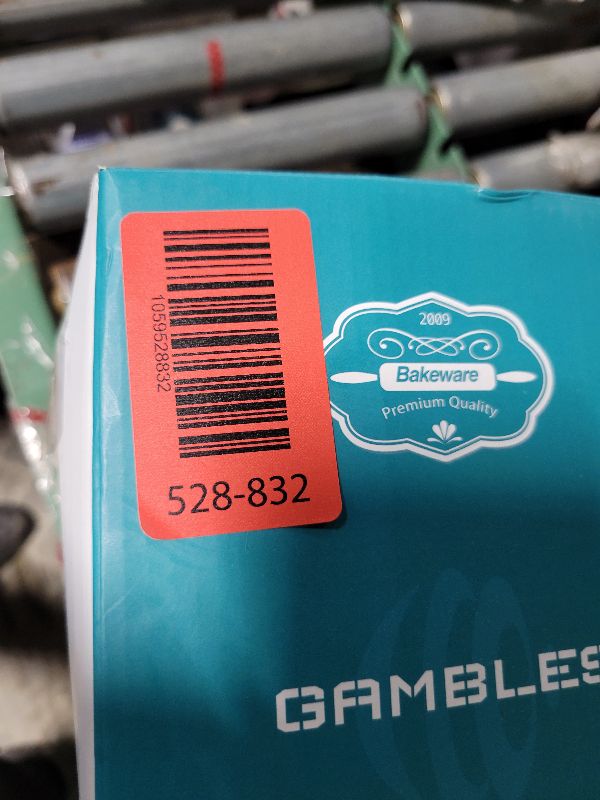 1059528832
528-832
2009
Bakeware
Premium Quality
GAMBLES